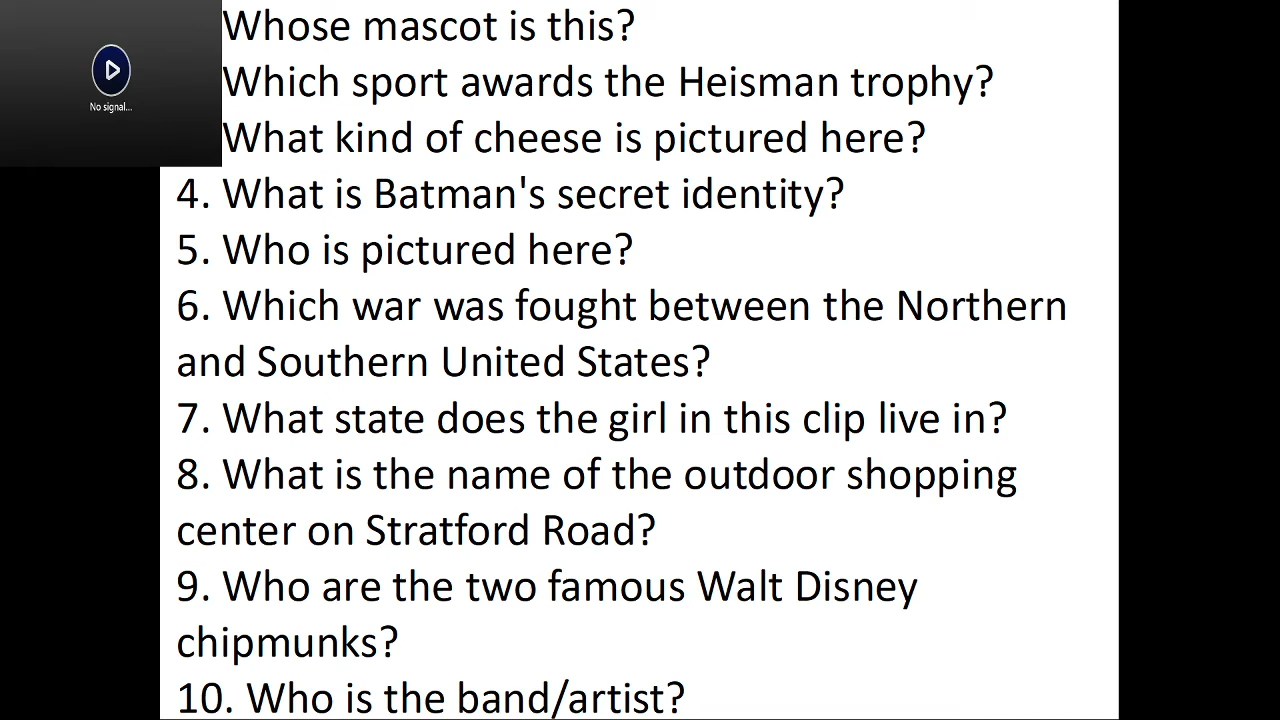 Whose mascot is this?
Which sport awards the Heisman trophy?
No signal...
What kind of cheese is pictured here?
4. What is Batman's secret identity?
5. Who is pictured here?
6. Which war was fought between the Northern
and Southern United States?
7. What state does the girl in this clip live in?
8. What is the name of the outdoor shopping
center on Stratford Road?
9. Who are the two famous Walt Disney
chipmunks?
10. Who is the band/artist?